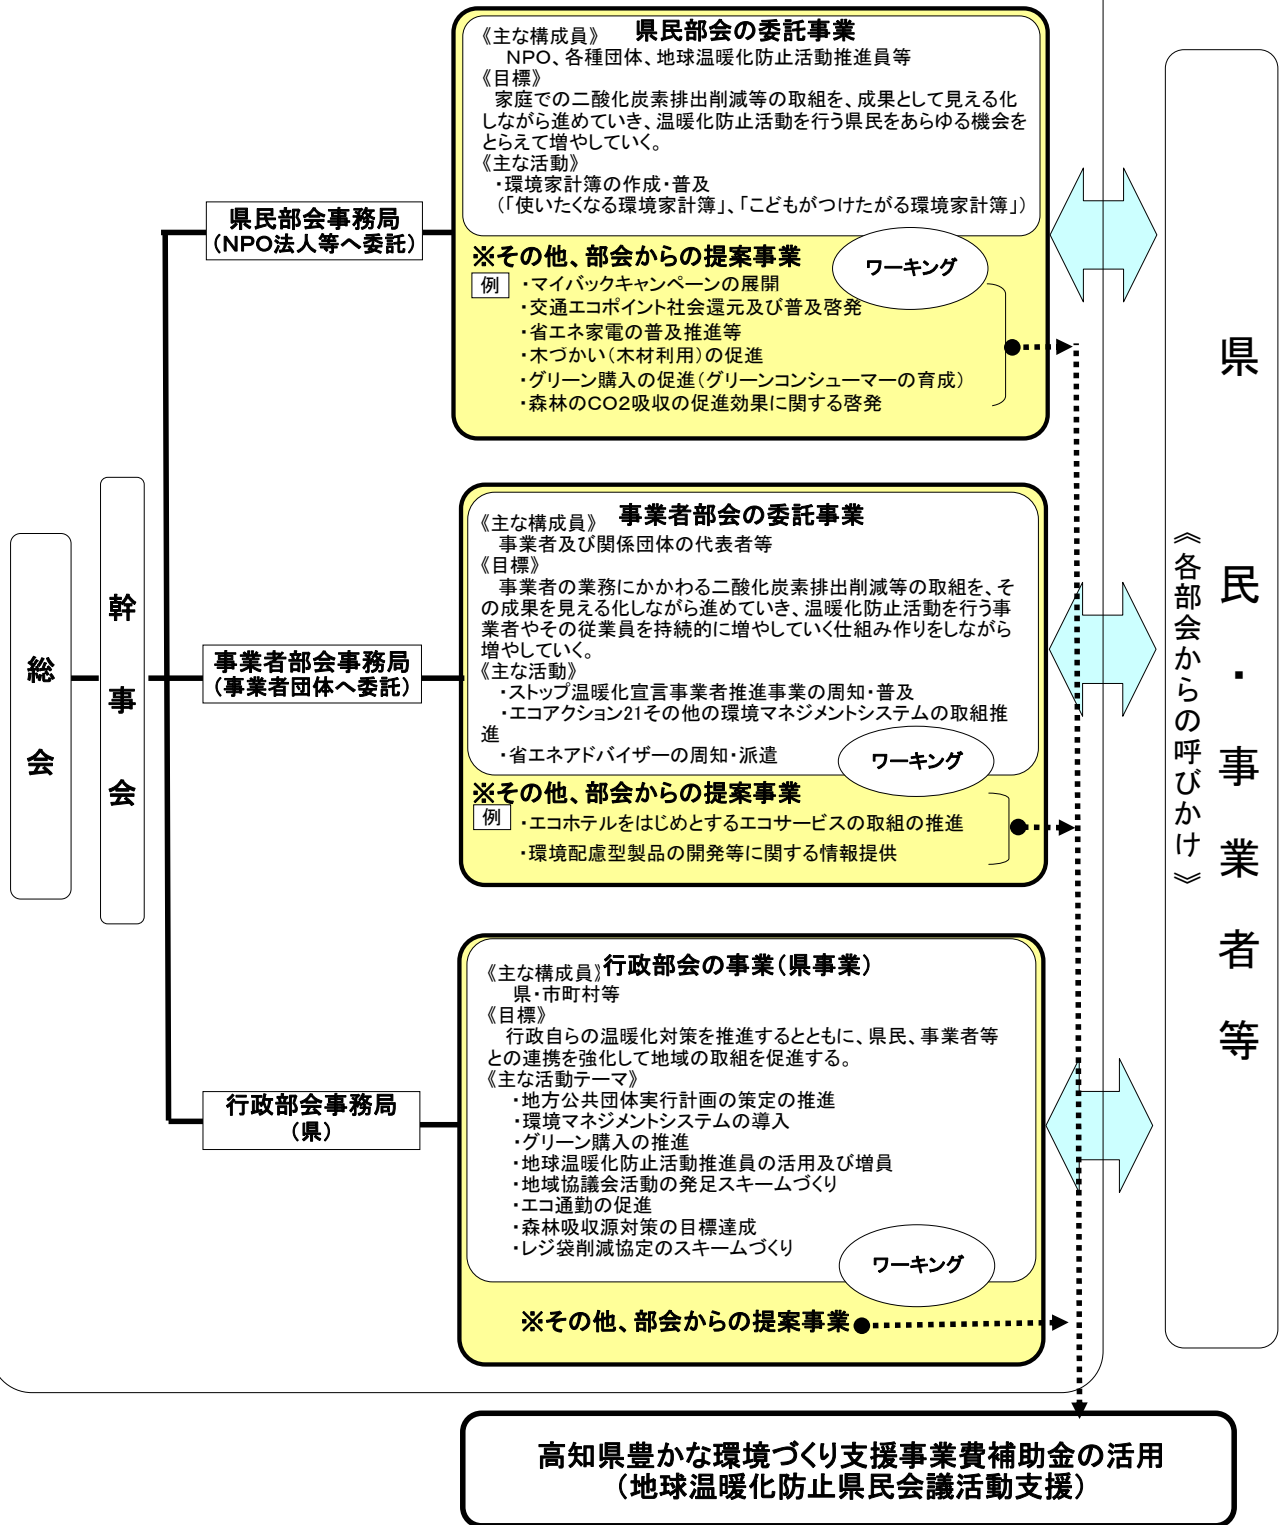 総会
幹事会
県民部会事務局
（NPO法人等へ委託）
県民部会の委託事業
《主な構成員》
NPO、各種団体、地球温暖化防止活動推進員等
《目標》
家庭での二酸化炭素排出削減等の取組を、成果として見える化
しながら進めていき、温暖化防止活動を行う県民をあらゆる機会を
とらえて増やしていく。
《主な活動》
・環境家計簿の作成・普及
（「使いたくなる環境家計簿」、「こどもがつけたがる環境家計簿」）
ワーキング
※その他、部会からの提案事業
例
・マイバックキャンペーンの展開
・交通エコポイント社会還元及び普及啓発
・省エネ家電の普及推進等
・木づかい（木材利用）の促進
・グリーン購入の促進（グリーンコンシューマーの育成）
・森林のCO2吸収の促進効果に関する啓発
事業者部会事務局
（事業者団体へ委託）
事業者部会の委託事業
《主な構成員》
事業者及び関係団体の代表者等
《目標》
事業者の業務にかかわる二酸化炭素排出削減等の取組を、そ
の成果を見える化しながら進めていき、温暖化防止活動を行う事
業者やその従業員を持続的に増やしていく仕組み作りをしながら
増やしていく。
《主な活動》
・ストップ温暖化宣言事業者推進事業の周知・普及
・エコアクション21その他の環境マネジメントシステムの取組推
進
・省エネアドバイザーの周知・派遣
ワーキング
※その他、部会からの提案事業
例
・エコホテルをはじめとするエコサービスの取組の推進
・環境配慮型製品の開発等に関する情報提供
行政部会事務局
（県）
行政部会の事業（県事業）
《主な構成員》
県・市町村等
《目標》
行政自らの温暖化対策を推進するとともに、県民、事業者等
との連携を強化して地域の取組を促進する。
《主な活動テーマ》
・地方公共団体実行計画の策定の推進
・環境マネジメントシステムの導入
・グリーン購入の推進
・地球温暖化防止活動推進員の活用及び増員
・地域協議会活動の発足スキームづくり
・エコ通勤の促進
・森林吸収源対策の目標達成
・レジ袋削減協定のスキームづくり
ワーキング
※その他、部会からの提案事業
県民・事業者等
《各部会からの呼びかけ》
高知県豊かな環境づくり支援事業費補助金の活用
（地球温暖化防止県民会議活動支援）